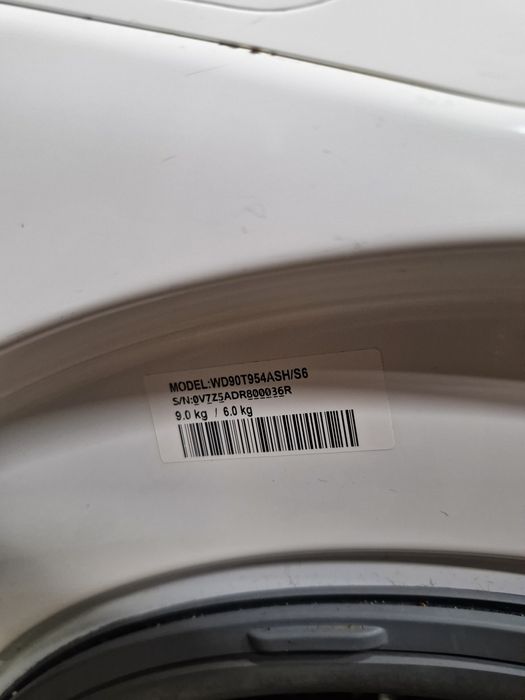 MODEL:WD90T954ASH/S6
S/N:0V7Z5ADR800036R
9.0 kg / 6.0 kg